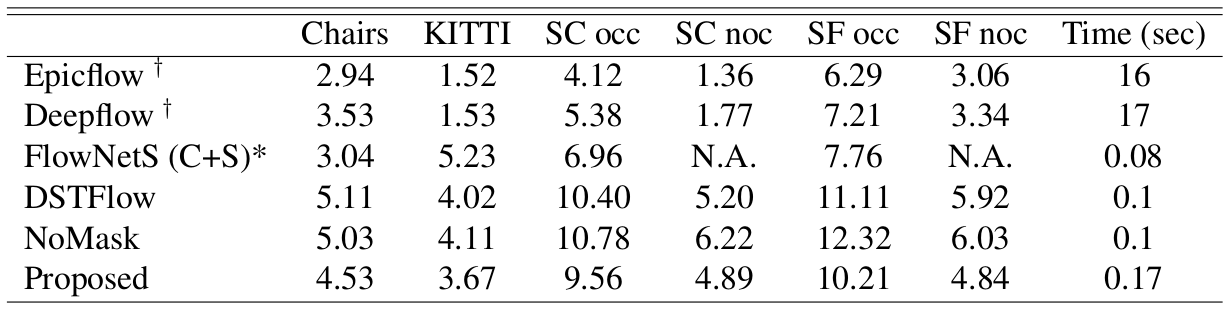 Chairs KITTI SC occ SC noc SF occ SF noc Time (sec)
Epicflow † 2.94 1.52 4.12 1.36 6.29 3.06 16
Deepflow † 3.53 1.53 5.38 1.77 7.21 3.34 17
FlowNetS (C+S)* 3.04 5.23 6.96 N.A. 7.76 N.A. 0.08
DSTFlow 5.11 4.02 10.40 5.20 11.11 5.92 0.1
NoMask 5.03 4.11 10.78 6.22 12.32 6.03 0.1
Proposed 4.53 3.67 9.56 4.89 10.21 4.84 0.17